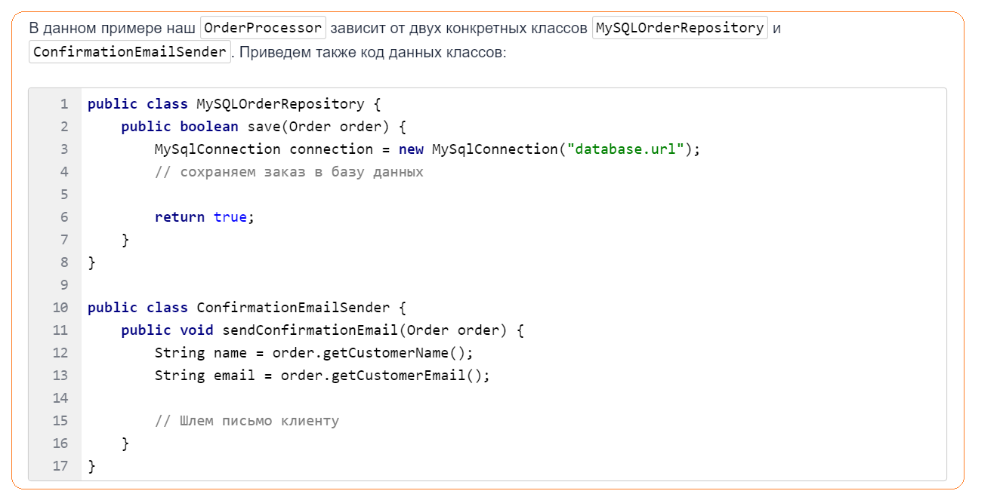 В данном примере наш OrderProcessor зависит от двух конкретных классов MySQLOrderRepository и
ConfirmationEmailSender. Приведем также код данных классов:
1 public class MySQLOrderRepository {
2     public boolean save(Order order) {
3         MySqlConnection connection = new MySqlConnection("database.url");
4         // сохраняем заказ в базу данных
5
6         return true;
7     }
8 }
9
10 public class ConfirmationEmailSender {
11     public void sendConfirmationEmail(Order order) {
12         String name = order.getCustomerName();
13         String email = order.getCustomerEmail();
14
15         // Шлем письмо клиенту
16     }
17 }